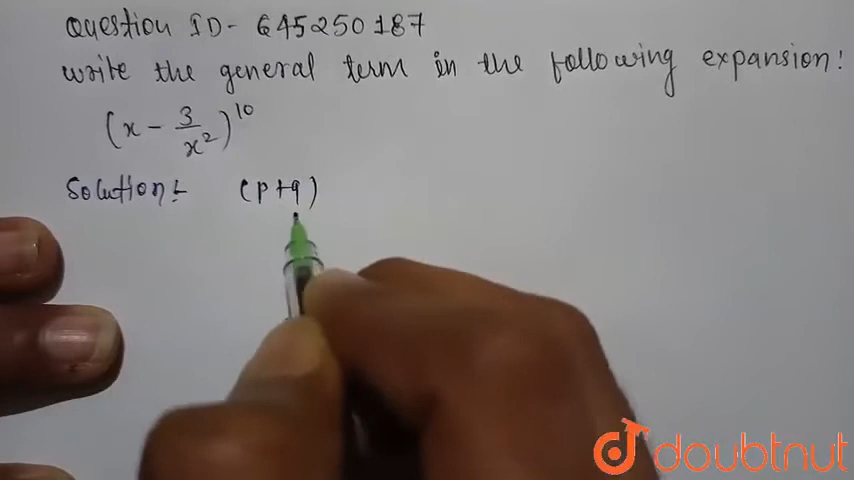 Question ID- 645250187
write the general term in the following expansion:
(x - 3/x²)¹⁰
Solution:- (p+q)
doubtnut